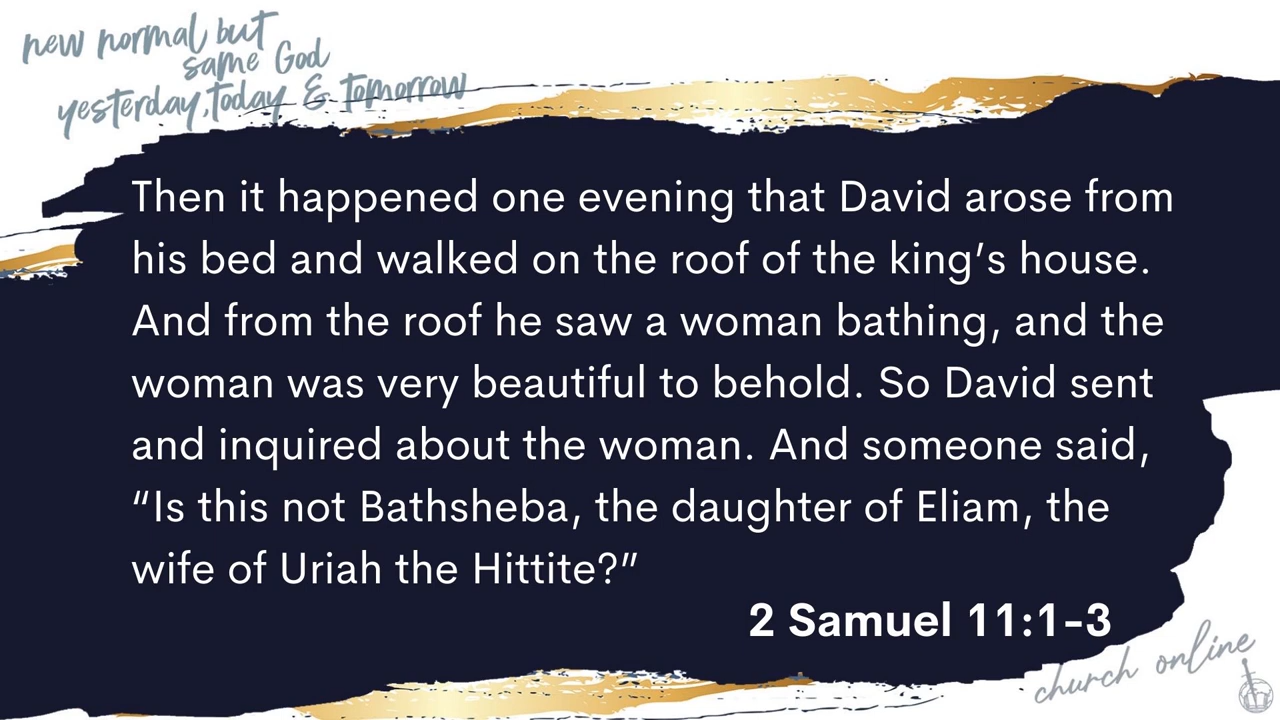 new normal but
same God
yesterday, today & tomorrow
Then it happened one evening that David arose from
his bed and walked on the roof of the king’s house.
And from the roof he saw a woman bathing, and the
woman was very beautiful to behold. So David sent
and inquired about the woman. And someone said,
“Is this not Bathsheba, the daughter of Eliam, the
wife of Uriah the Hittite?”
2 Samuel 11:1-3
church online